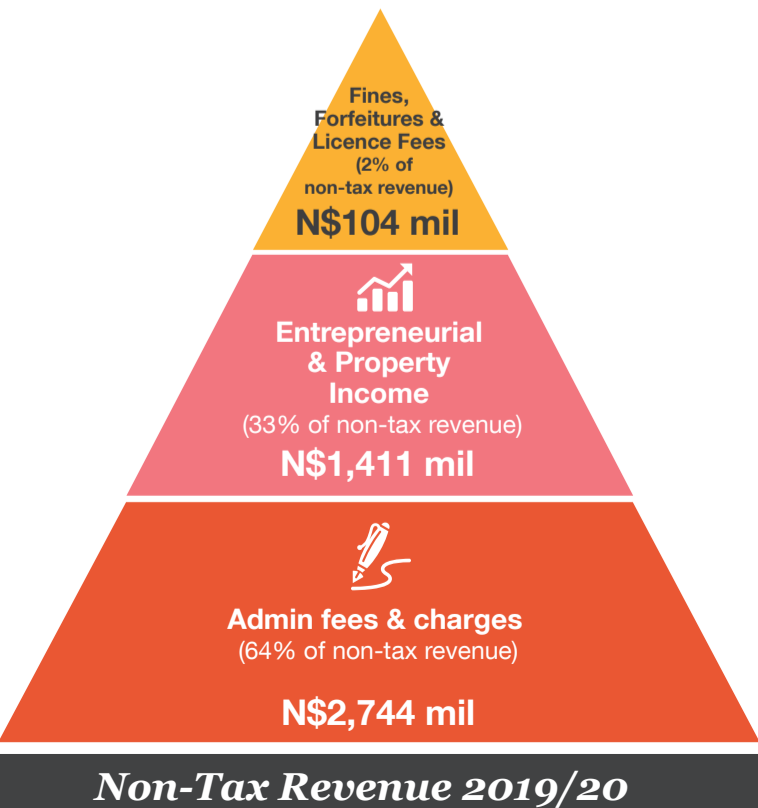 Fines,
Forfeitures &
Licence Fees
(2% of
non-tax revenue)
N$104 mil
Entrepreneurial
& Property
Income
(33% of non-tax revenue)
N$1,411 mil
Admin fees & charges
(64% of non-tax revenue)
N$2,744 mil
Non-Tax Revenue 2019/20